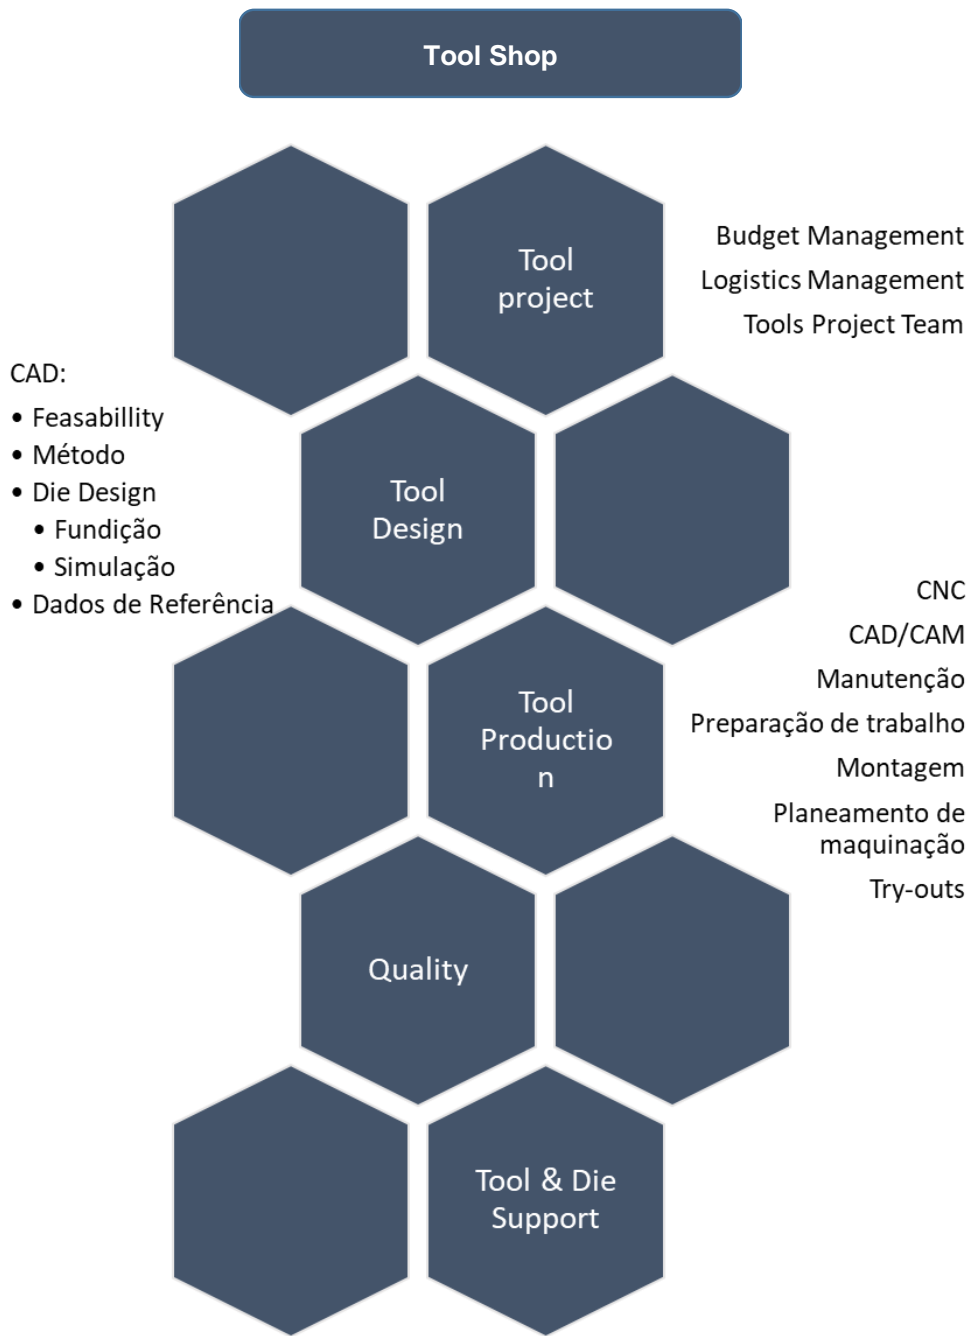 Tool Shop
Tool
project
Budget Management
Logistics Management
Tools Project Team
CAD:
• Feasabillity
• Método
• Die Design
• Fundição
• Simulação
• Dados de Referência
Tool
Design
Tool
Productio
n
CNC
CAD/CAM
Manutenção
Preparação de trabalho
Montagem
Planeamento de
maquinação
Try-outs
Quality
Tool & Die
Support